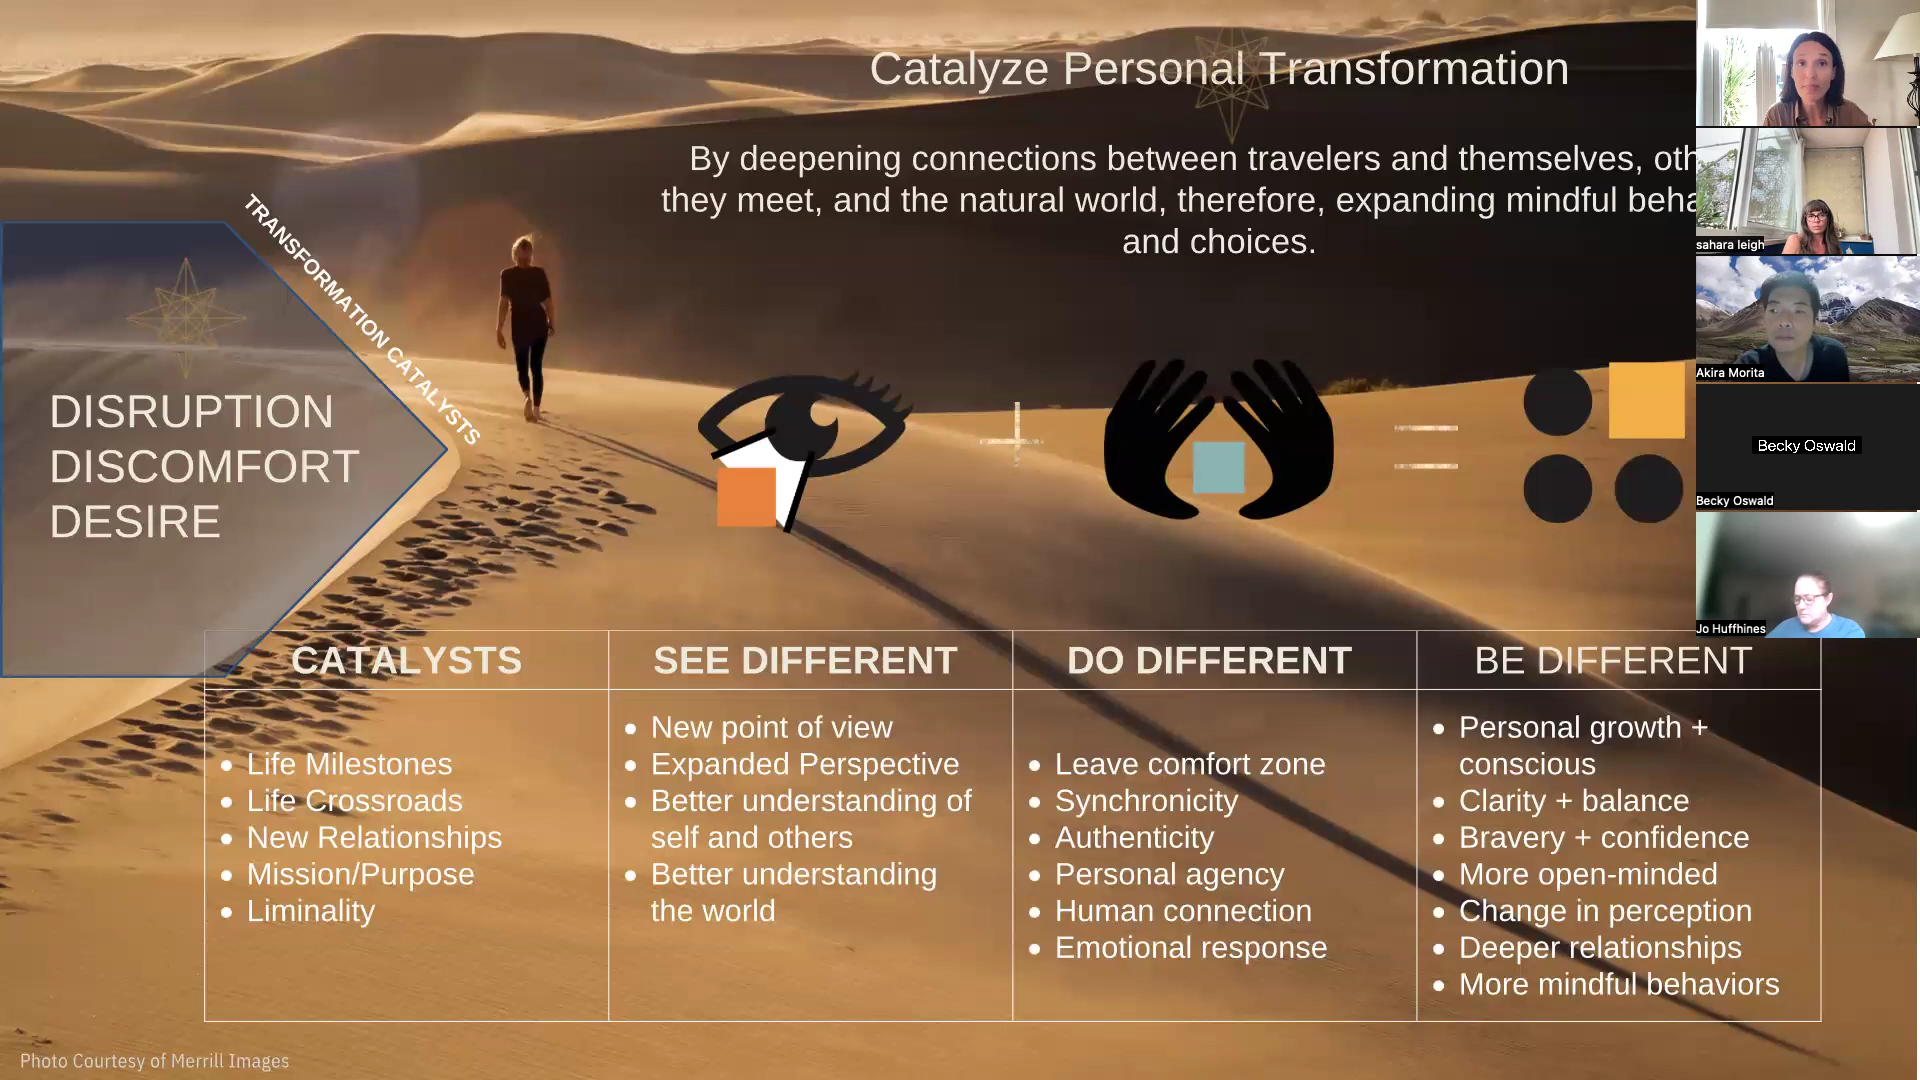 Catalyze Personal Transformation
By deepening connections between travelers and themselves,
they meet, and the natural world, therefore, expanding mindful
and choices.
TRANSFORMATION CATALYSTS
DISRUPTION
DISCOMFORT
DESIRE
CATALYSTS
Life Milestones
Life Crossroads
New Relationships
Mission/Purpose
Liminality
SEE DIFFERENT
New point of view
Expanded Perspective
Better understanding of
self and others
Better understanding
the world
DO DIFFERENT
Leave comfort zone
Synchronicity
Authenticity
Personal agency
Human connection
Emotional response
BE DIFFERENT
Personal growth +
conscious
Clarity + balance
Bravery + confidence
More open-minded
Change in perception
Deeper relationships
More mindful behaviors
Photo Courtesy of Merrill Images
sahara leigh
Akira Morita
Becky Oswald
Becky Oswald
Jo Huffhines